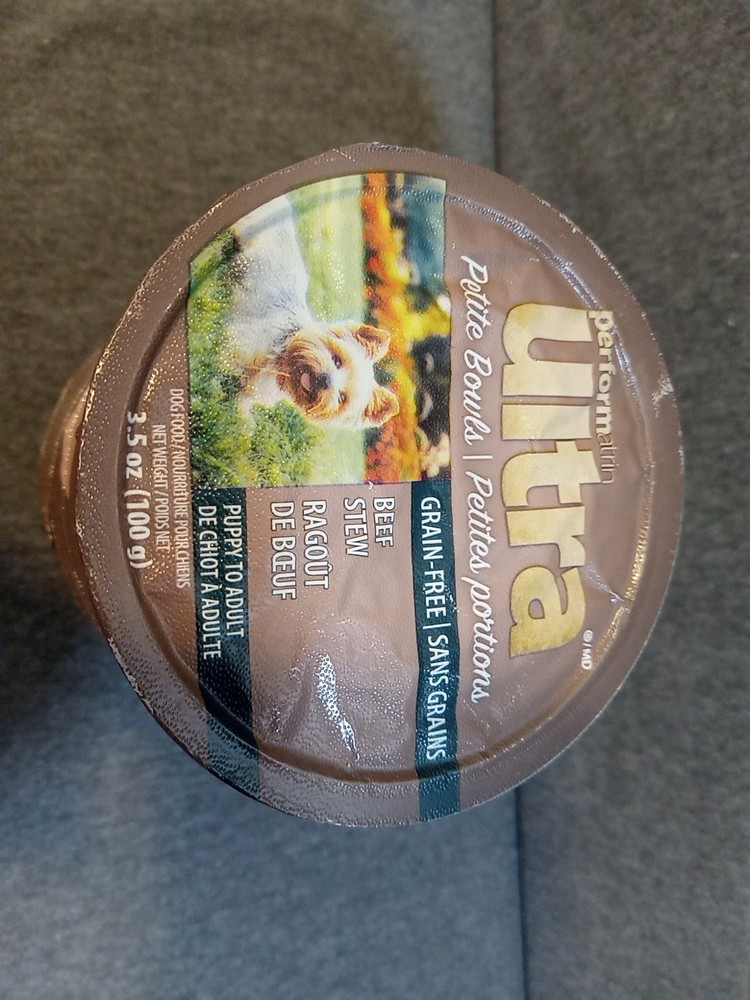 performatrin
ultra
®/MD
Petite Bowls | Petites portions
GRAIN-FREE | SANS GRAINS
BEEF
STEW
RAGOÛT
DE BŒUF
PUPPY TO ADULT
DE CHIOT À ADULTE
DOG FOOD / NOURRITURE POUR CHIENS
NET WEIGHT / POIDS NET
3.5 oz (100 g)